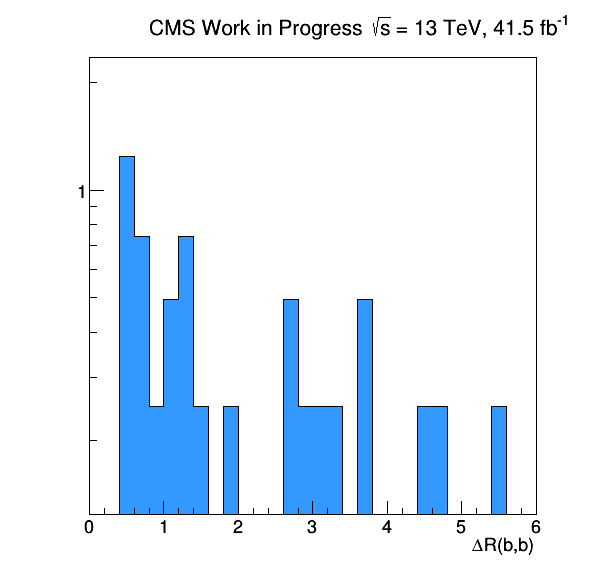 CMS Work in Progress √s = 13 TeV, 41.5 fb⁻¹
1
0 1 2 3 4 5 6
ΔR(b,b)